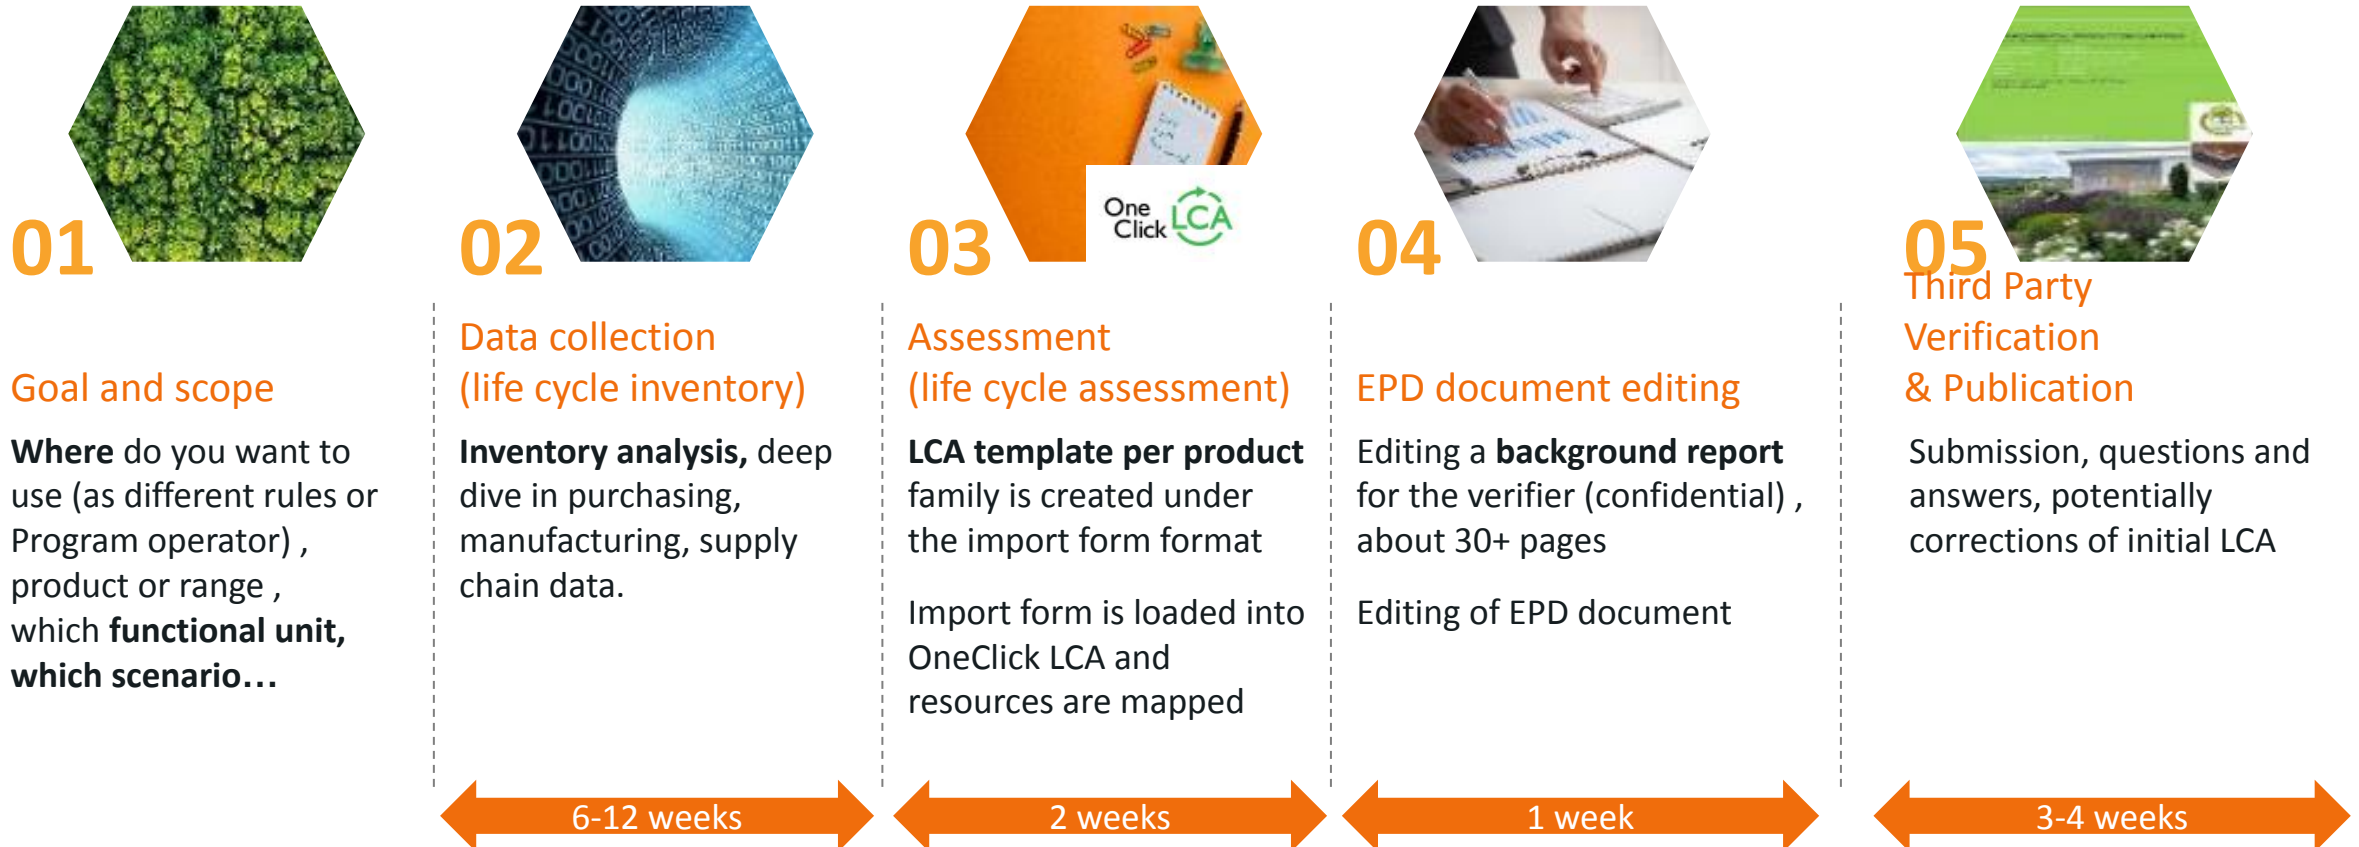 01
Goal and scope
Where do you want to
use (as different rules or
Program operator) ,
product or range ,
which functional unit,
which scenario…
02
Data collection
(life cycle inventory)
Inventory analysis, deep
dive in purchasing,
manufacturing, supply
chain data.
6-12 weeks
One
Click LCA
03
Assessment
(life cycle assessment)
LCA template per product
family is created under
the import form format
Import form is loaded into
OneClick LCA and
resources are mapped
2 weeks
04
EPD document editing
Editing a background report
for the verifier (confidential) ,
about 30+ pages
Editing of EPD document
1 week
05
Third Party
Verification
& Publication
Submission, questions and
answers, potentially
corrections of initial LCA
3-4 weeks